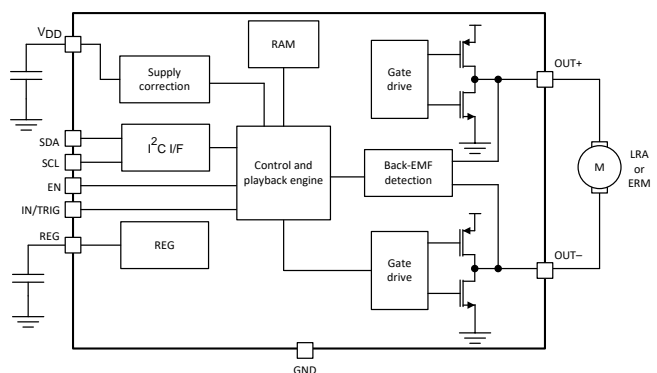 VDD
Supply
correction
RAM
Gate
drive
OUT+
SDA
SCL
I2C I/F
EN
IN/TRIG
Control and
playback engine
Back-EMF
detection
M
LRA
or
ERM
REG
REG
Gate
drive
OUT–
GND